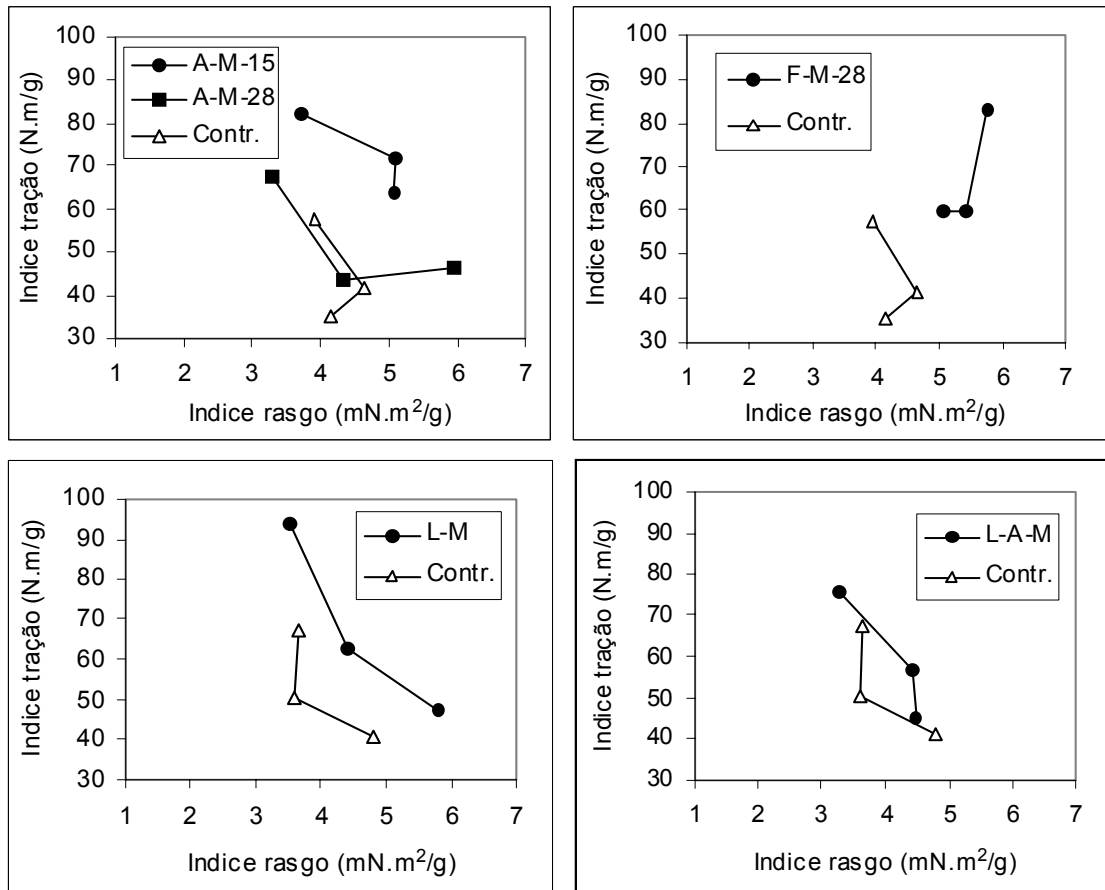 Indice tração (N.m/g)
100
90
80
70
60
50
40
30
A-M-15
A-M-28
Contr.
1 2 3 4 5 6 7
Indice rasgo (mN.m²/g)
Indice tração (N.m/g)
100
90
80
70
60
50
40
30
F-M-28
Contr.
1 2 3 4 5 6 7
Indice rasgo (mN.m²/g)
Indice tração (N.m/g)
100
90
80
70
60
50
40
30
L-M
Contr.
1 2 3 4 5 6 7
Indice rasgo (mN.m²/g)
Indice tração (N.m/g)
100
90
80
70
60
50
40
30
L-A-M
Contr.
1 2 3 4 5 6 7
Indice rasgo (mN.m²/g)